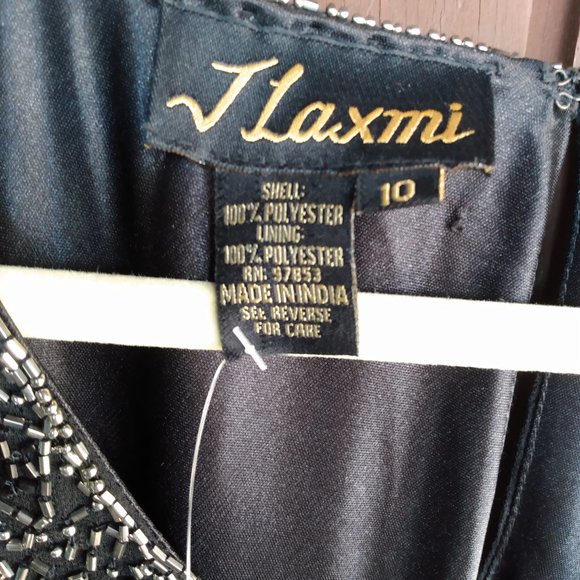 J Laxmi
10
SHELL:
100% POLYESTER
LINING:
100% POLYESTER
RN: 97853
MADE IN INDIA
SEE REVERSE
FOR CARE